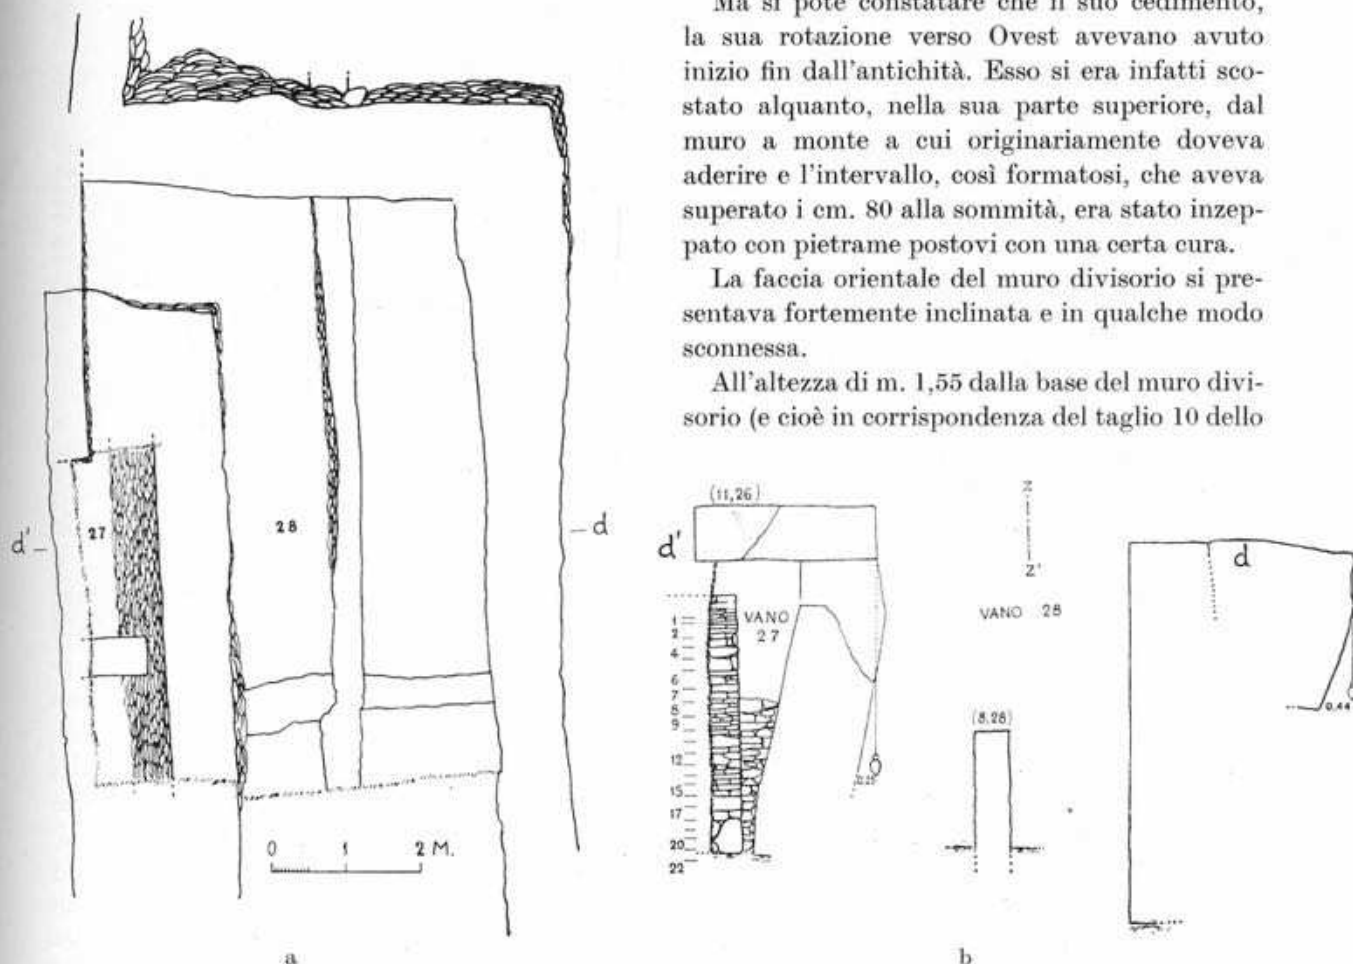 Ma si potè constatare che il suo cedimento,
la sua rotazione verso Ovest avevano avuto
inizio fin dall'antichità. Esso si era infatti sco-
stato alquanto, nella sua parte superiore, dal
muro a monte a cui originariamente doveva
aderire e l'intervallo, così formatosi, che aveva
superato i cm. 80 alla sommità, era stato inzep-
pato con pietrame postovi con una certa cura.
La faccia orientale del muro divisorio si pre-
sentava fortemente inclinata e in qualche modo
sconnessa.
All'altezza di m. 1,55 dalla base del muro divi-
sorio (e cioè in corrispondenza del taglio 10 dello
d'
27
28
d
0 1 2 M.
a
(11,26)
d'
VANO
27
1
2
4
6
7
8
9
12
15
17
20
22
Z
Z'
VANO 28
(8,28)
d
0,44
b